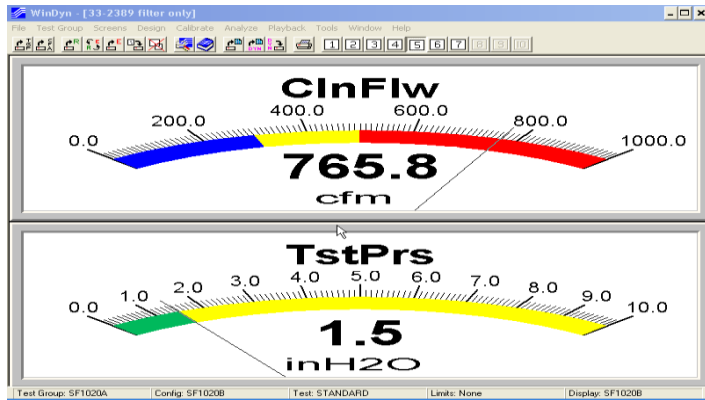 WinDyn - [33-2389 filter only]
File Test Group Screens Design Calibrate Analyze Playback Tools Window Help
1 2 3 4 5 6 7 8 9 10
ClnFlw
0.0 200.0 400.0 600.0 800.0 1000.0
765.8
cfm
TstPrs
0.0 1.0 2.0 3.0 4.0 5.0 6.0 7.0 8.0 9.0 10.0
1.5
inH2O
Test Group: SF1020A Config: SF1020B Test: STANDARD Limits: None Display: SF1020B